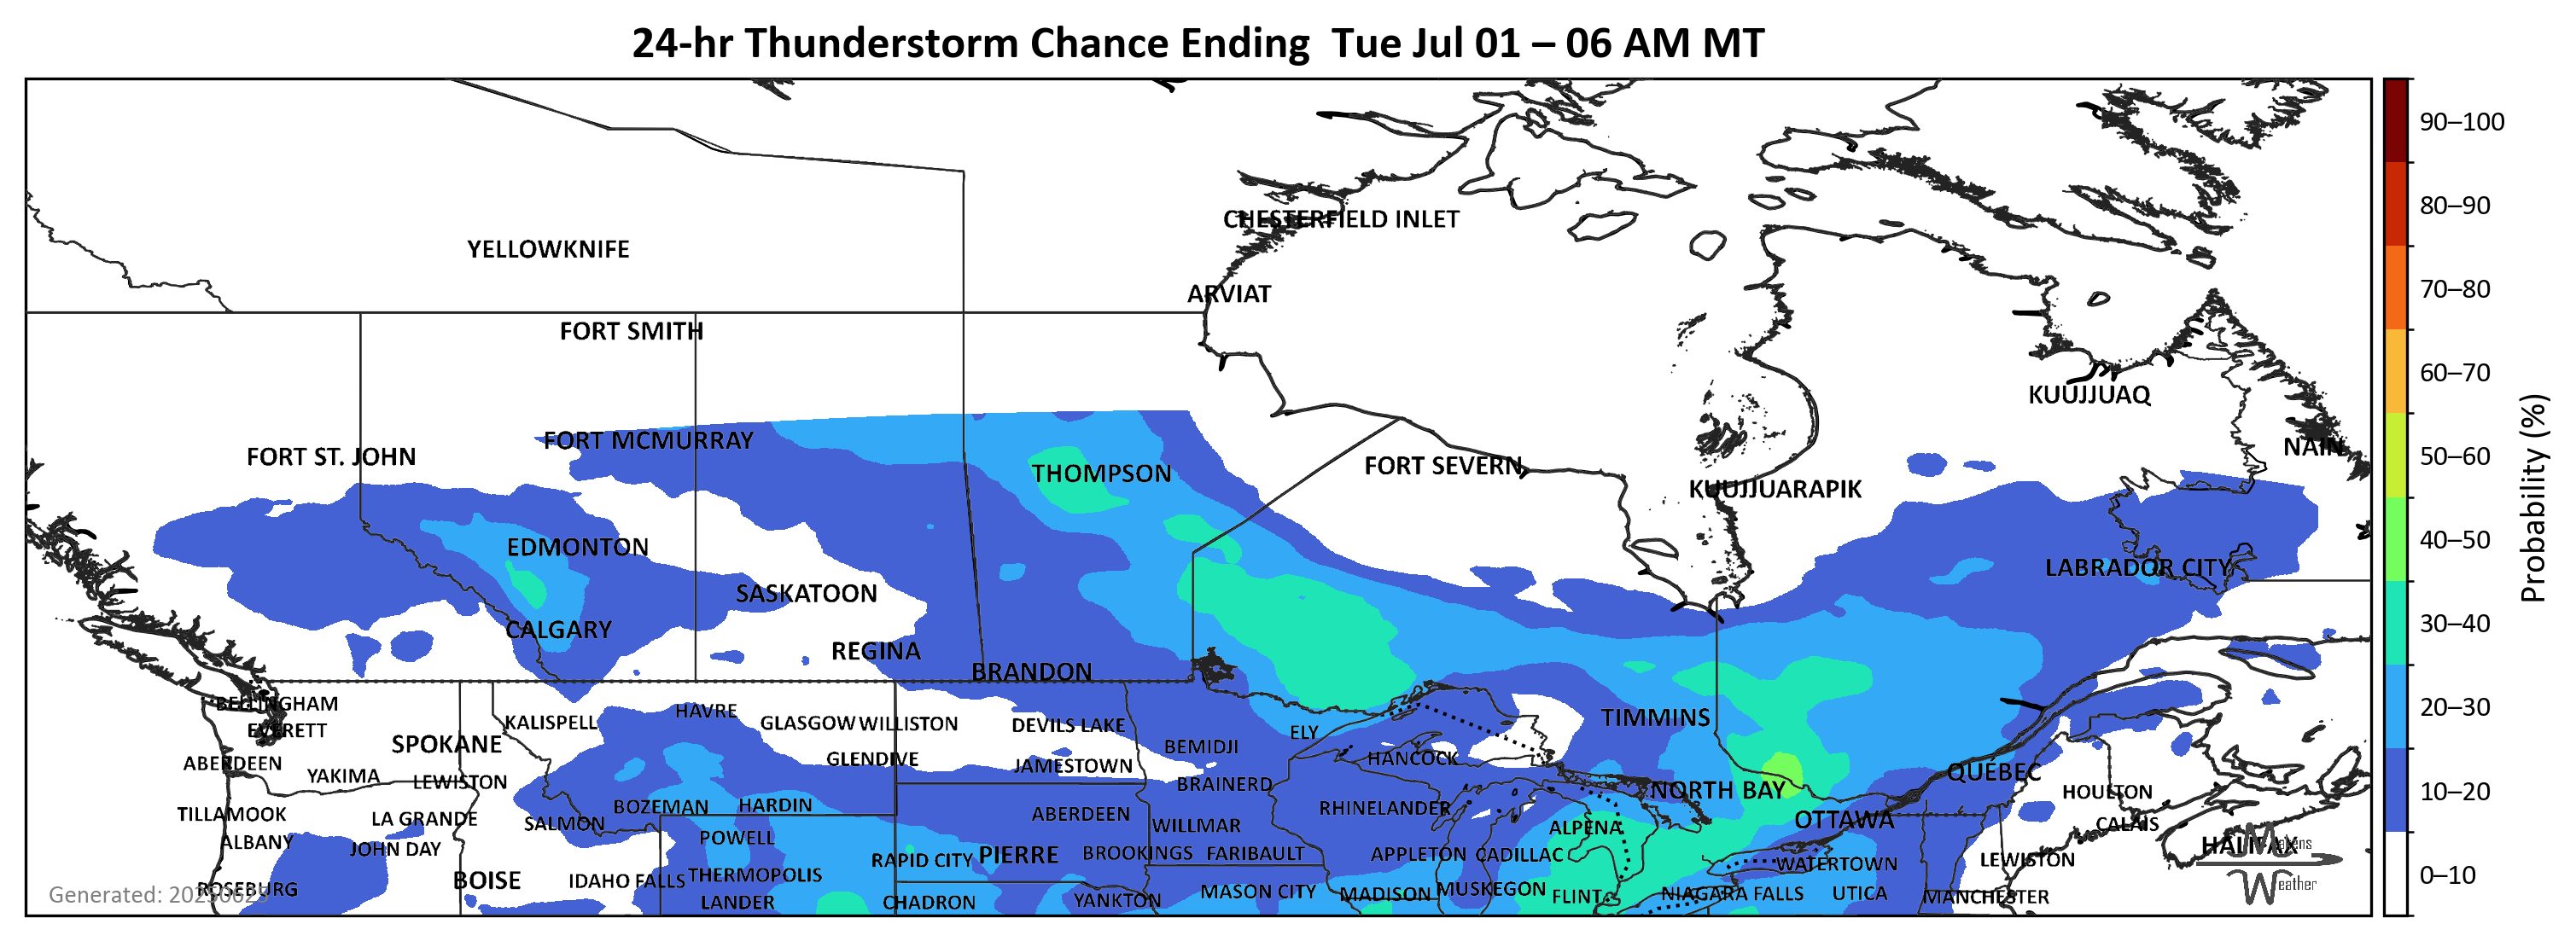 24-hr Thunderstorm Chance Ending  Tue Jul 01 – 06 AM MT
90–100
80–90
CHESTERFIELD INLET
YELLOWKNIFE
70–80
ARVIAT
FORT SMITH
60–70
KUUJJUAQ
FORT MCMURRAY
NAIN
50–60
FORT ST. JOHN
FORT SEVERN
THOMPSON
KUUJJUARAPIK
Probability (%)
40–50
EDMONTON
LABRADOR CITY
SASKATOON
30–40
CALGARY
REGINA
BRANDON
BELLINGHAM
HAVRE
20–30
KALISPELL
GLASGOW
WILLISTON
DEVILS LAKE
TIMMINS
EVERETT
ELY
SPOKANE
BEMIDJI
ABERDEEN
GLENDIVE
HANCOCK
JAMESTOWN
QUÉBEC
YAKIMA
LEWISTON
BRAINERD
NORTH BAY
HOULTON
10–20
BOZEMAN
HARDIN
RHINELANDER
TILLAMOOK
LA GRANDE
SALMON
ABERDEEN
WILLMAR
ALPENA
OTTAWA
CALAIS
ALBANY
JOHN DAY
POWELL
RAPID CITY
PIERRE
BROOKINGS
FARIBAULT
APPLETON
CADILLAC
WATERTOWN
LEWISTON
HALIFAX
Makens
Weather
ROSEBURG
BOISE
IDAHO FALLS
THERMOPOLIS
MASON CITY
MADISON
MUSKEGON
FLINT
NIAGARA FALLS
UTICA
MANCHESTER
0–10
LANDER
CHADRON
YANKTON
Generated: 20250625